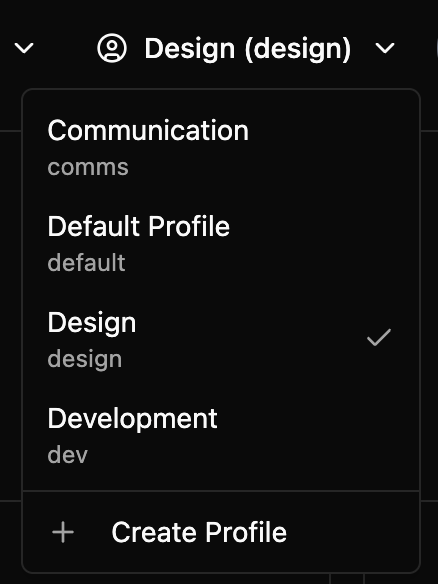 Design (design)
Communication
comms
Default Profile
default
Design
design
Development
dev
Create Profile